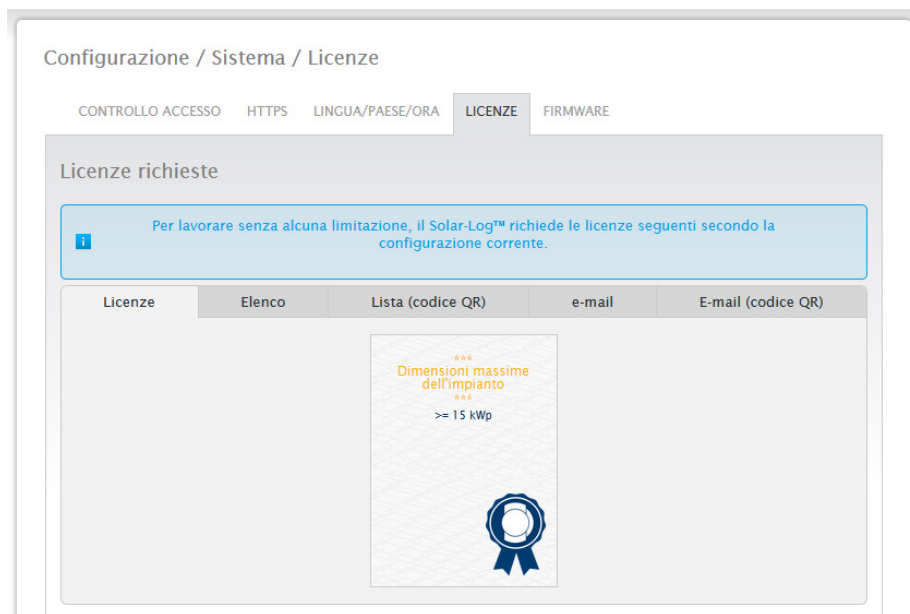 Configurazione / Sistema / Licenze
CONTROLLO ACCESSO HTTPS LINGUA/PAESE/ORA LICENZE FIRMWARE
Licenze richieste
i
Per lavorare senza alcuna limitazione, il Solar-Log™ richiede le licenze seguenti secondo la
configurazione corrente.
Licenze Elenco Lista (codice QR) e-mail E-mail (codice QR)
***
Dimensioni massime
dell'impianto
***
>= 15 kWp